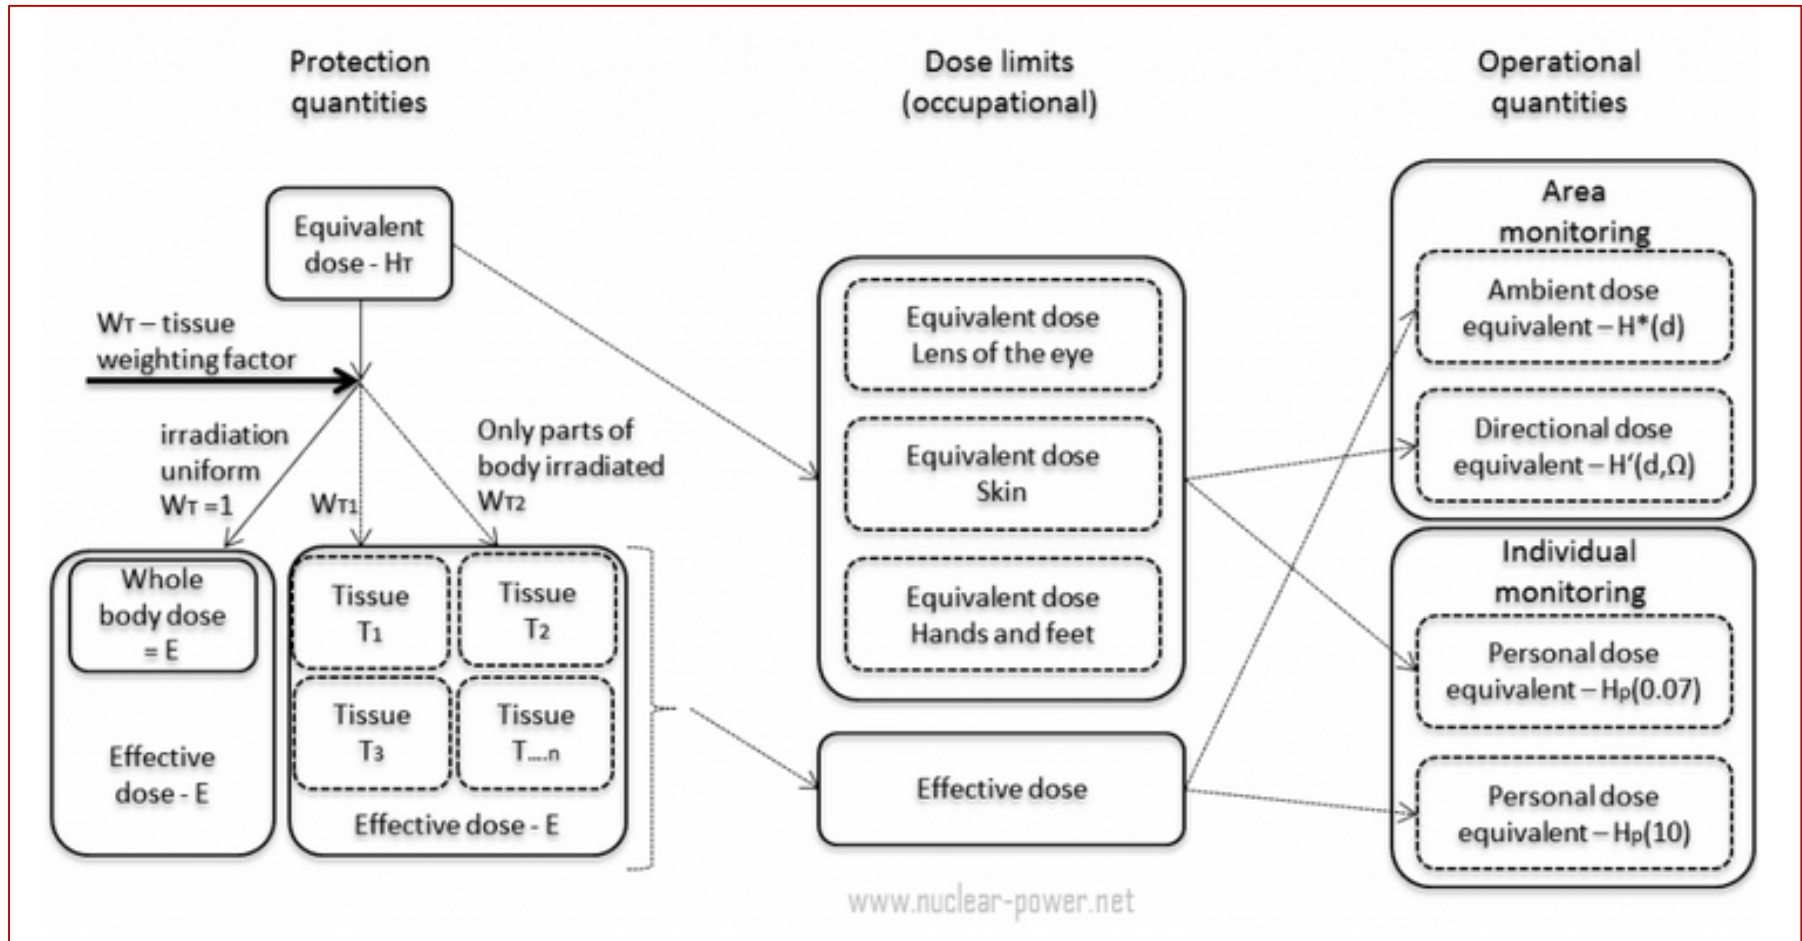 Protection
quantities
Dose limits
(occupational)
Operational
quantities
Equivalent
dose - HT
WT – tissue
weighting factor
irradiation
uniform
WT =1
WT1
Only parts of
body irradiated
WT2
Whole
body dose
= E
Effective
dose - E
Tissue
T1
Tissue
T2
Tissue
T3
Tissue
T....n
Effective dose - E
Equivalent dose
Lens of the eye
Equivalent dose
Skin
Equivalent dose
Hands and feet
Effective dose
Area
monitoring
Ambient dose
equivalent – H*(d)
Directional dose
equivalent – H‘(d,Ω)
Individual
monitoring
Personal dose
equivalent – Hp(0.07)
Personal dose
equivalent – Hp(10)
www.nuclear-power.net